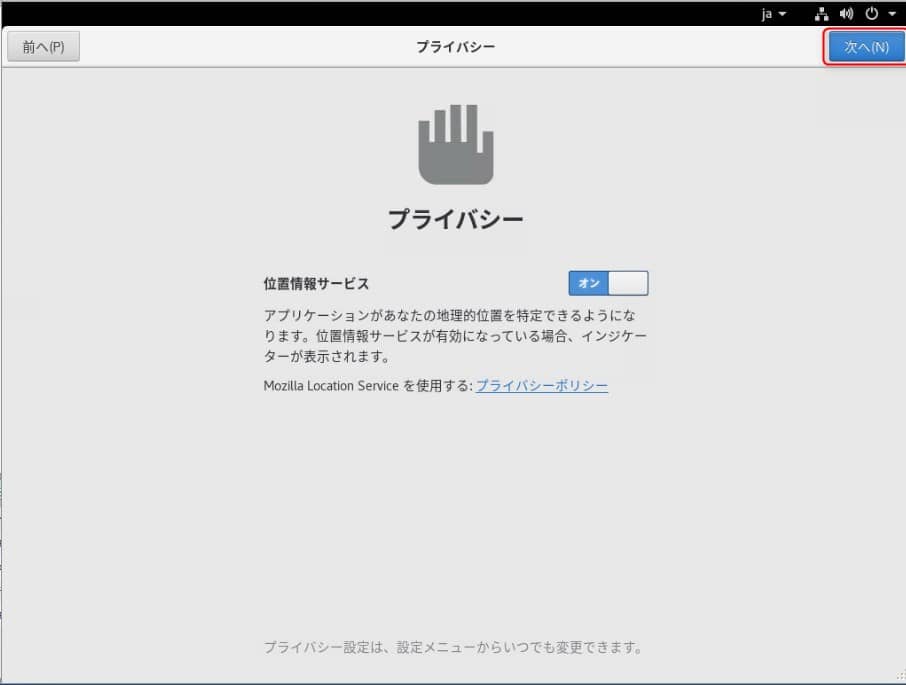 ja
前へ(P)
プライバシー
次へ(N)
プライバシー
位置情報サービス
オン
アプリケーションがあなたの地理的位置を特定できるようにな
ります。位置情報サービスが有効になっている場合、インジケー
ターが表示されます。
Mozilla Location Service を使用する: プライバシーポリシー
プライバシー設定は、設定メニューからいつでも変更できます。